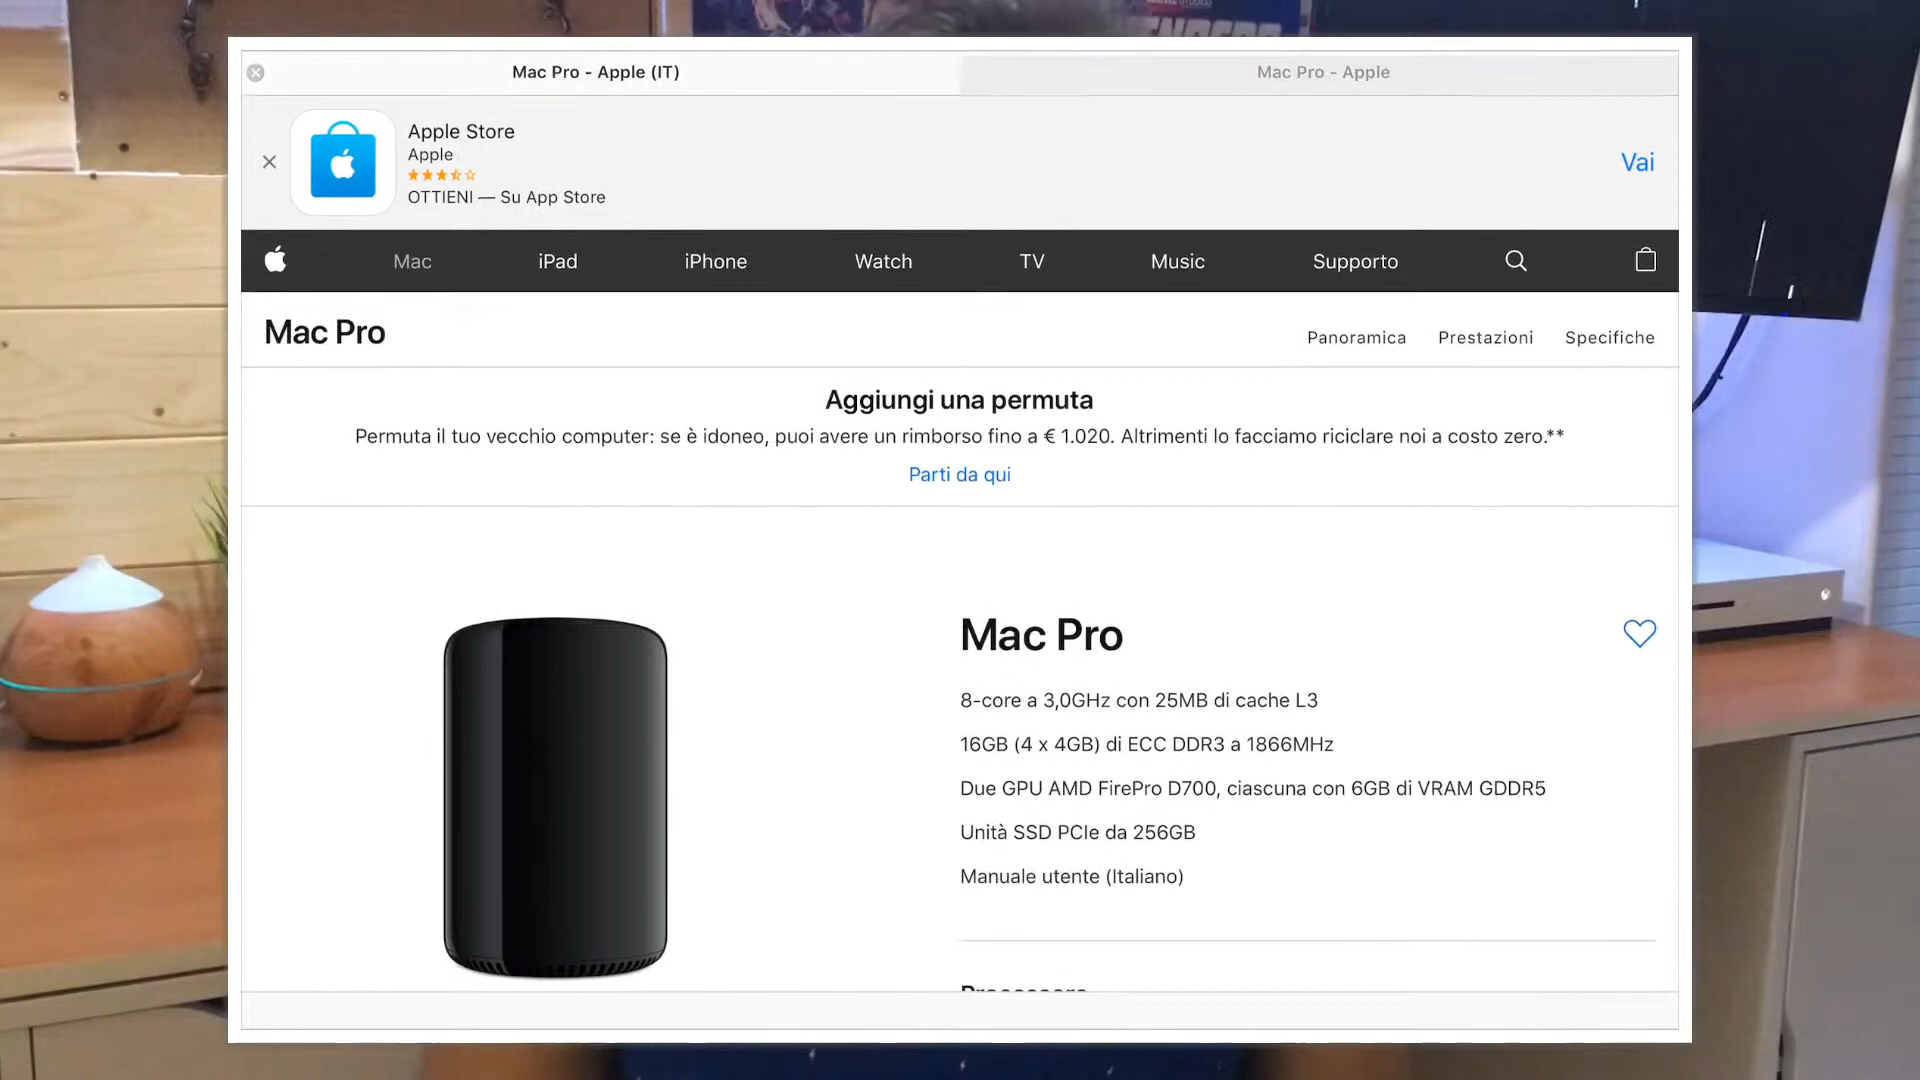 Mac Pro - Apple (IT)
Mac Pro - Apple
Apple Store
Apple
OTTIENI — Su App Store
Vai
Mac
iPad
iPhone
Watch
TV
Music
Supporto
Mac Pro
Panoramica
Prestazioni
Specifiche
Aggiungi una permuta
Permuta il tuo vecchio computer: se è idoneo, puoi avere un rimborso fino a € 1.020. Altrimenti lo facciamo riciclare noi a costo zero.**
Parti da qui
Mac Pro
8-core a 3,0GHz con 25MB di cache L3
16GB (4 x 4GB) di ECC DDR3 a 1866MHz
Due GPU AMD FirePro D700, ciascuna con 6GB di VRAM GDDR5
Unità SSD PCIe da 256GB
Manuale utente (Italiano)